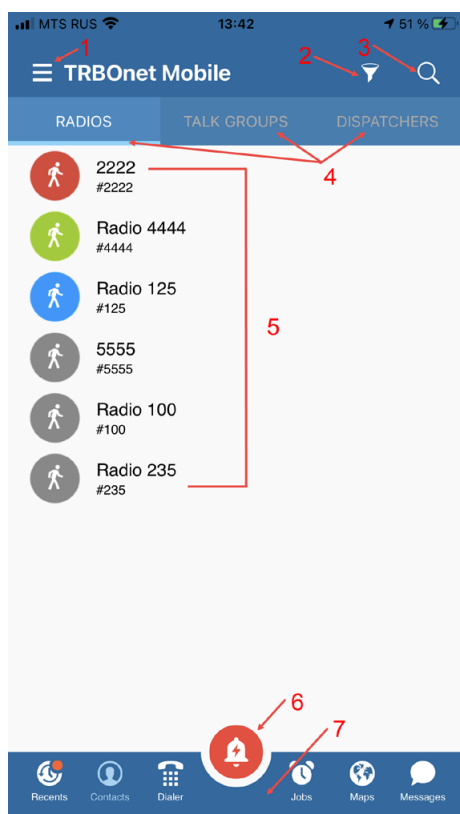 MTS RUS 13:42 51 %
1 2 3
TRBOnet Mobile
RADIOS TALK GROUPS DISPATCHERS
4
2222
#2222
Radio 4444
#4444
Radio 125
#125
5
5555
#5555
Radio 100
#100
Radio 235
#235
6
7
Recents Contacts Dialer Jobs Maps Messages